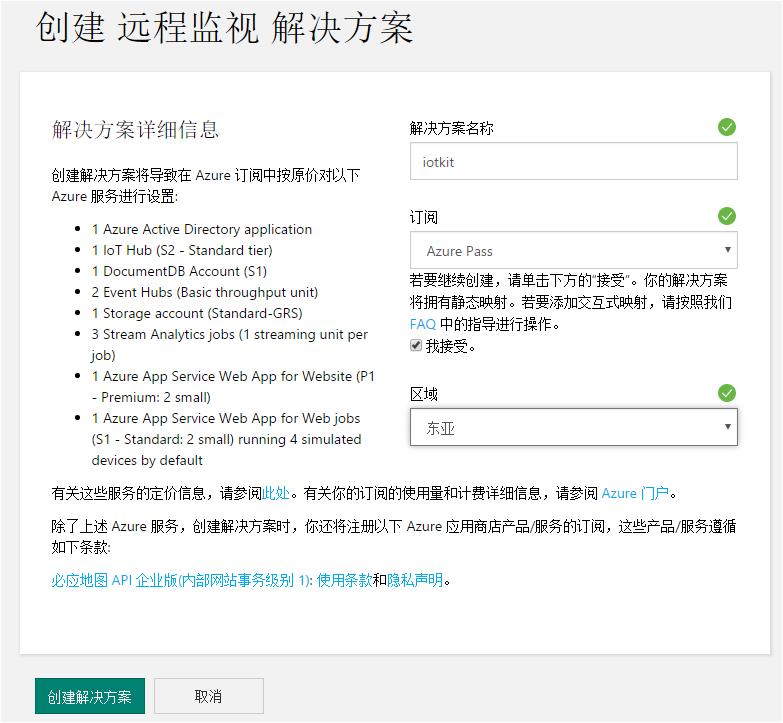 创建 远程监视 解决方案
解决方案详细信息
创建解决方案将导致在 Azure 订阅中按原价对以下
Azure 服务进行设置:
1 Azure Active Directory application
1 IoT Hub (S2 - Standard tier)
1 DocumentDB Account (S1)
2 Event Hubs (Basic throughput unit)
1 Storage account (Standard-GRS)
3 Stream Analytics jobs (1 streaming unit per
job)
1 Azure App Service Web App for Website (P1
- Premium: 2 small)
1 Azure App Service Web App for Web jobs
(S1 - Standard: 2 small) running 4 simulated
devices by default
解决方案名称
iotkit
订阅
Azure Pass
若要继续创建，请单击下方的“接受”。你的解决方案
将拥有静态映射。若要添加交互式映射，请按照我们
FAQ 中的指导进行操作。
我接受。
区域
东亚
有关这些服务的定价信息，请参阅此处。有关你的订阅的使用量和计费详细信息，请参阅 Azure 门户。
除了上述 Azure 服务，创建解决方案时，你还将注册以下 Azure 应用商店产品/服务的订阅，这些产品/服务遵循
如下条款:
必应地图 API 企业版(内部网站事务级别 1): 使用条款和隐私声明。
创建解决方案
取消